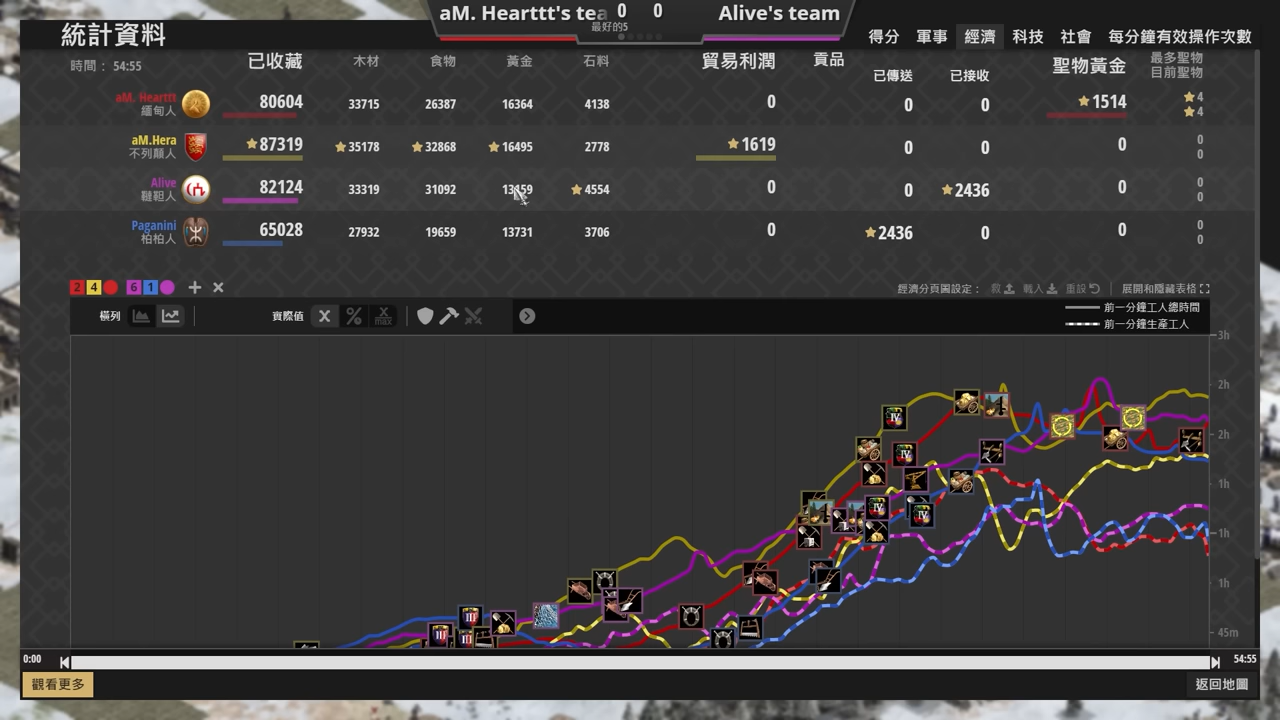 aM. Hearttt's tea 0 0 Alive's team
最好的5
統計資料
得分 軍事 經濟 科技 社會 每分鐘有效操作次數
時間： 54:55
已收藏 木材 食物 黃金 石料 貿易利潤 貢品 已傳送 已接收 聖物黃金 最多聖物
目前聖物
aM. Hearttt 80604 33715 26387 16364 4138 0 0 0 1514 4
緬甸人 4
aM.Hera 87319 35178 32868 16495 2778 1619 0 0 0 0
不列顛人 0
Alive 82124 33319 31092 13159 4554 0 0 2436 0 0
韃靼人 0
Paganini 65028 27932 19659 13731 3706 0 2436 0 0 0
柏柏人 0
2 4 6 1 + ×
經濟分頁圖設定： 救 載入 重設 展開和隱藏表格
橫列 實際值 X % X/max
前一分鐘工人總時間
前一分鐘生產工人
3h
2h
2h
1h
1h
1h
45m
0:00 54:55
觀看更多 返回地圖